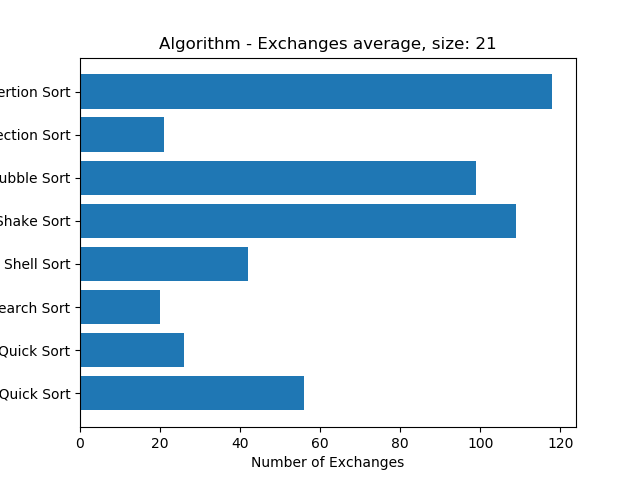 Algorithm - Exchanges average, size: 21
ertion Sort
ection Sort
ubble Sort
Shake Sort
Shell Sort
earch Sort
Quick Sort
Quick Sort
0 20 40 60 80 100 120
Number of Exchanges